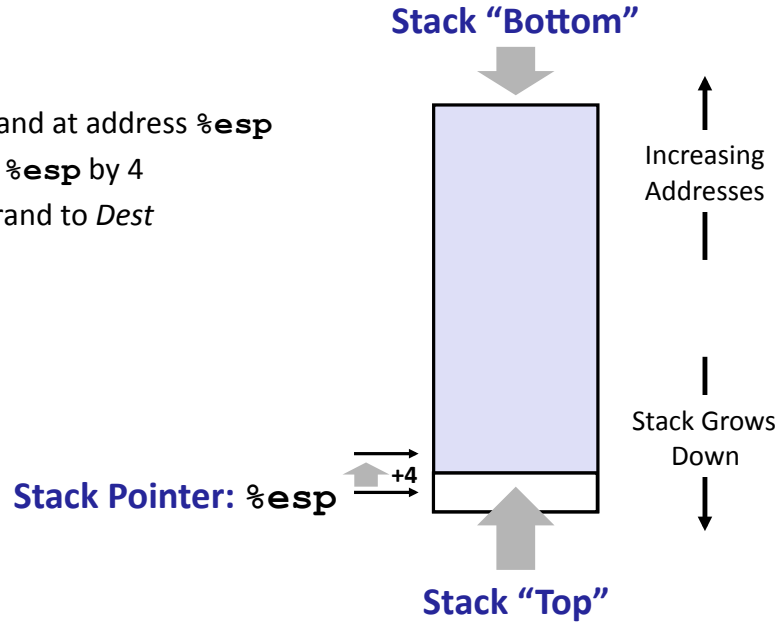 Stack “Bottom”
and at address %esp
%esp by 4
rand to Dest
Increasing
Addresses
Stack Grows
Down
+4
Stack Pointer: %esp
Stack “Top”